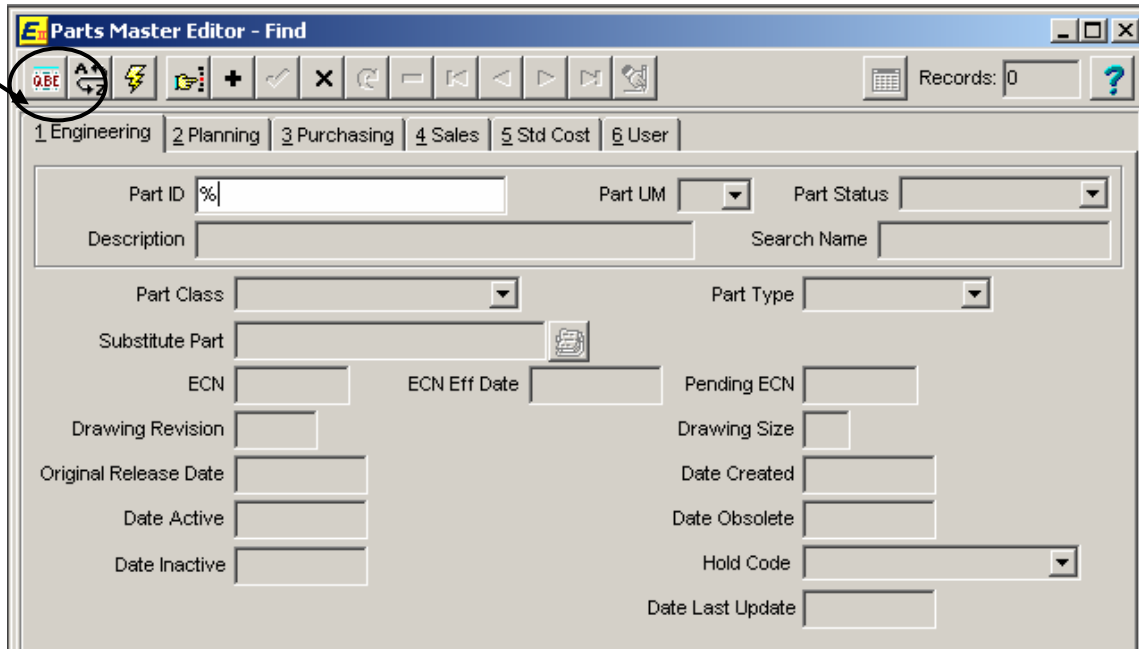 Parts Master Editor - Find
QBE A Z Records: 0 ?
1 Engineering 2 Planning 3 Purchasing 4 Sales 5 Std Cost 6 User
Part ID %  Part UM Part Status
Description Search Name
Part Class Part Type
Substitute Part
ECN ECN Eff Date Pending ECN
Drawing Revision Drawing Size
Original Release Date Date Created
Date Active Date Obsolete
Date Inactive Hold Code
Date Last Update